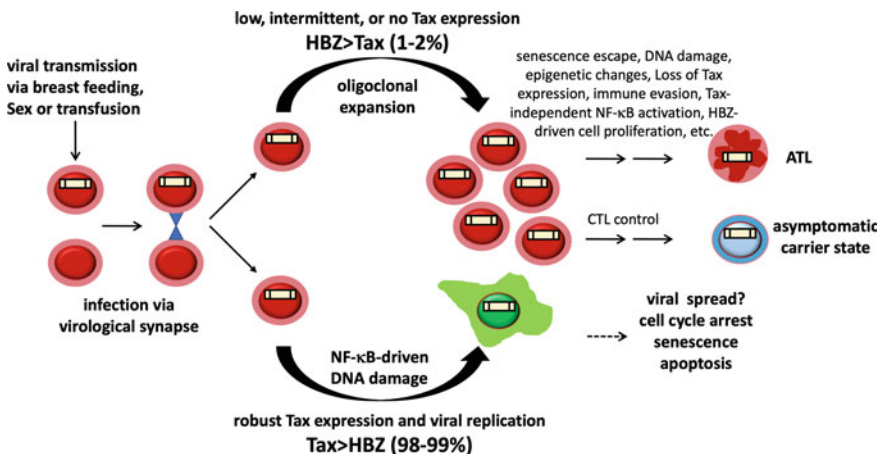 low, intermittent, or no Tax expression
HBZ>Tax (1-2%)
oligoclonal
expansion
viral transmission
via breast feeding,
Sex or transfusion
infection via
virological synapse
senescence escape, DNA damage,
epigenetic changes, Loss of Tax
expression, immune evasion, Tax-
independent NF-κB activation, HBZ-
driven cell proliferation, etc.
ATL
CTL control
asymptomatic
carrier state
viral spread?
cell cycle arrest
senescence
apoptosis
NF-κB-driven
DNA damage
robust Tax expression and viral replication
Tax>HBZ (98-99%)